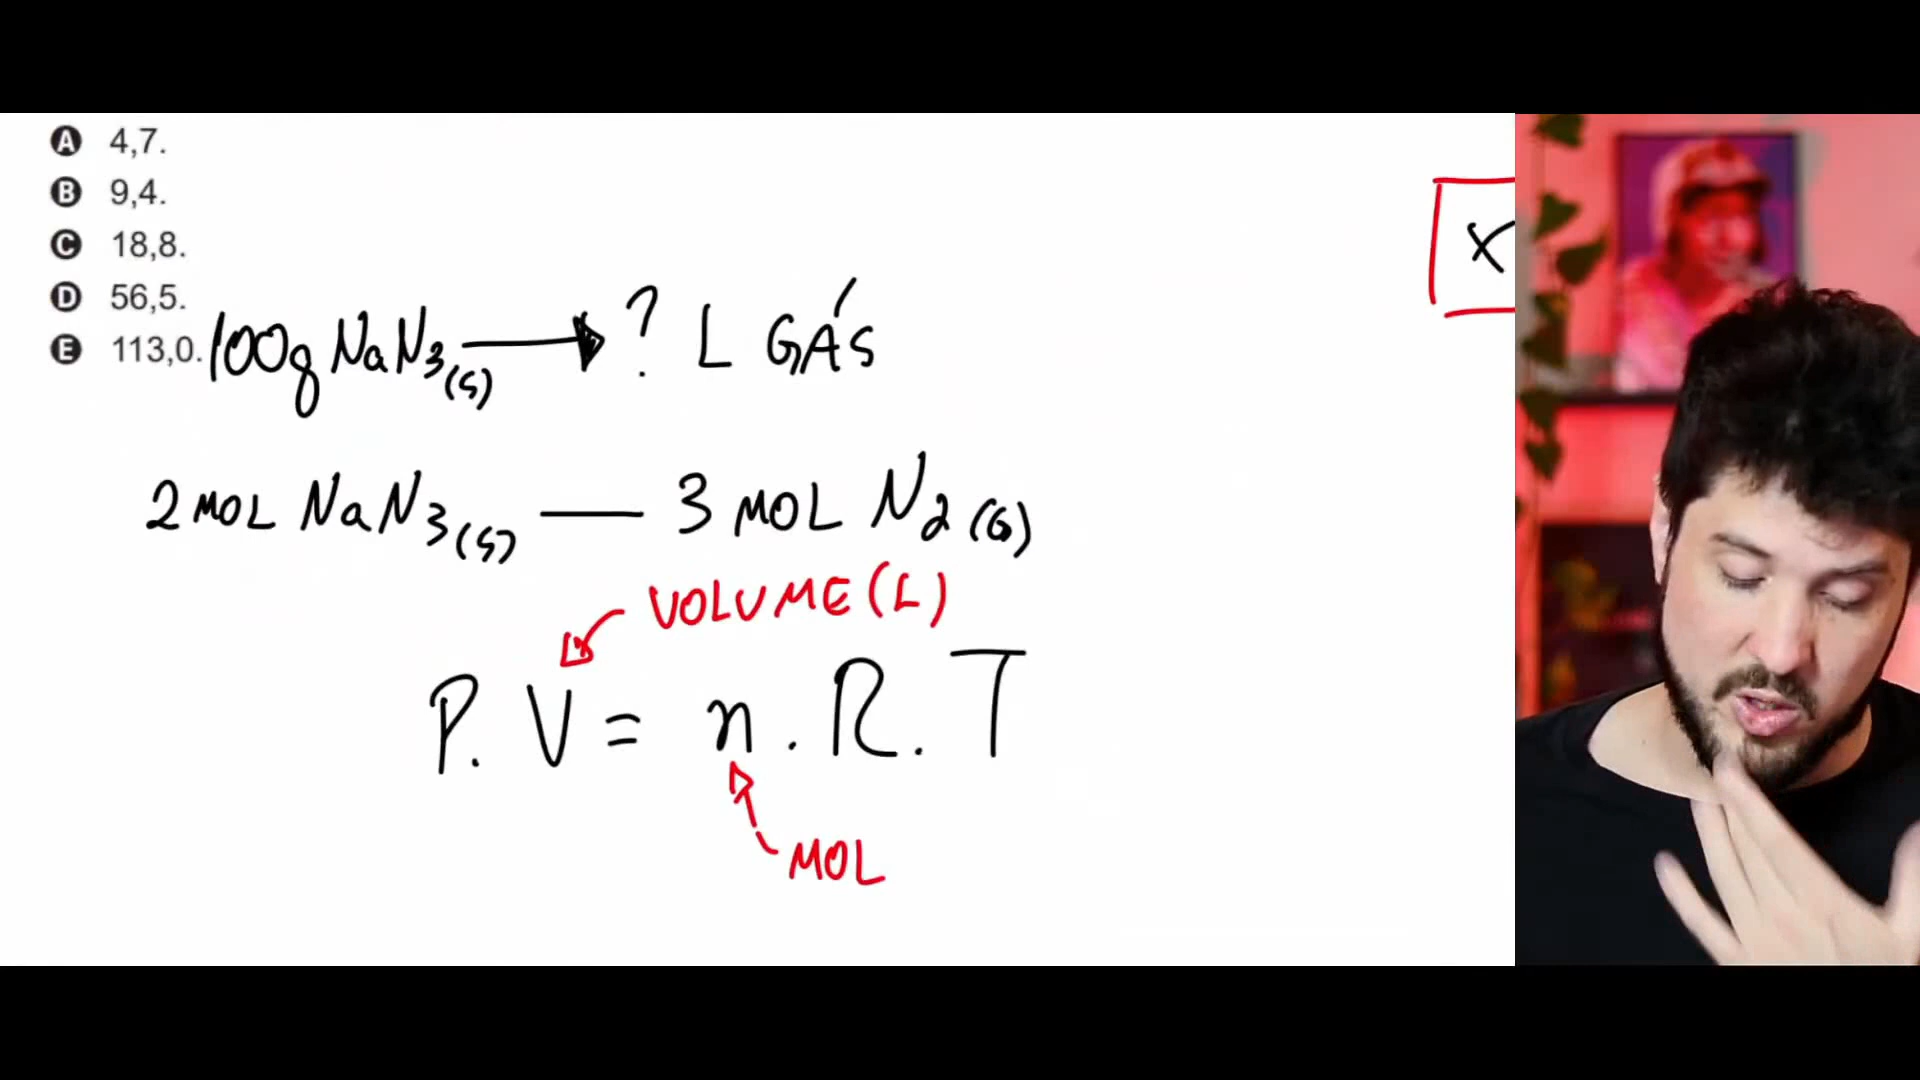 A 4,7.
B 9,4.
C 18,8.
D 56,5.
E 113,0.
100g NaN3(s) → ? L GÁS
2 MOL NaN3(s) — 3 MOL N2(G)
VOLUME (L)
P. V = n . R. T
MOL
X